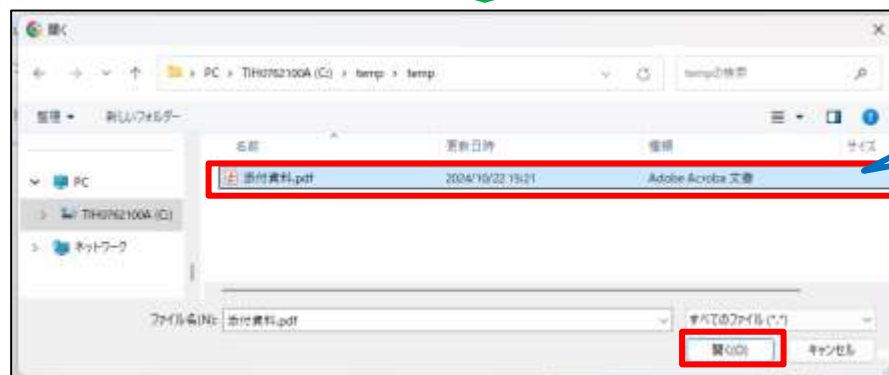 開く
PC › TIH0762100A (C:) › temp › temp
tempの検索
整理 新しいフォルダー
名前 更新日時 種類 サイズ
PC
添付資料.pdf 2024/10/22 15:21 Adobe Acrobat 文書
TIH0762100A (C:)
ネットワーク
ファイル名(N): 添付資料.pdf すべてのファイル (*.*)
開く(O) キャンセル